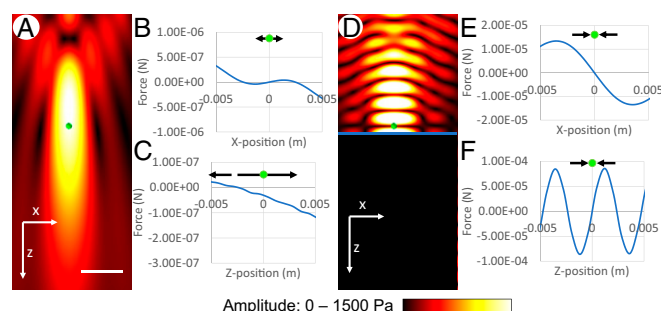 A
B
1.00E-06
5.00E-07
0.00E+00
-5.00E-07
-1.00E-06
Force (N)
-0.005
0
0.005
X-position (m)
C
1.00E-07
0.00E+00
-1.00E-07
-2.00E-07
-3.00E-07
Force (N)
-0.005
0
0.005
Z-position (m)
X
Z
D
X
Z
E
2.00E-05
1.00E-05
0.00E+00
-1.00E-05
-2.00E-05
Force (N)
-0.005
0
0.005
X-position (m)
F
1.00E-04
5.00E-05
0.00E+00
-5.00E-05
-1.00E-04
Force (N)
-0.005
0
0.005
Z-position (m)
Amplitude: 0 – 1500 Pa